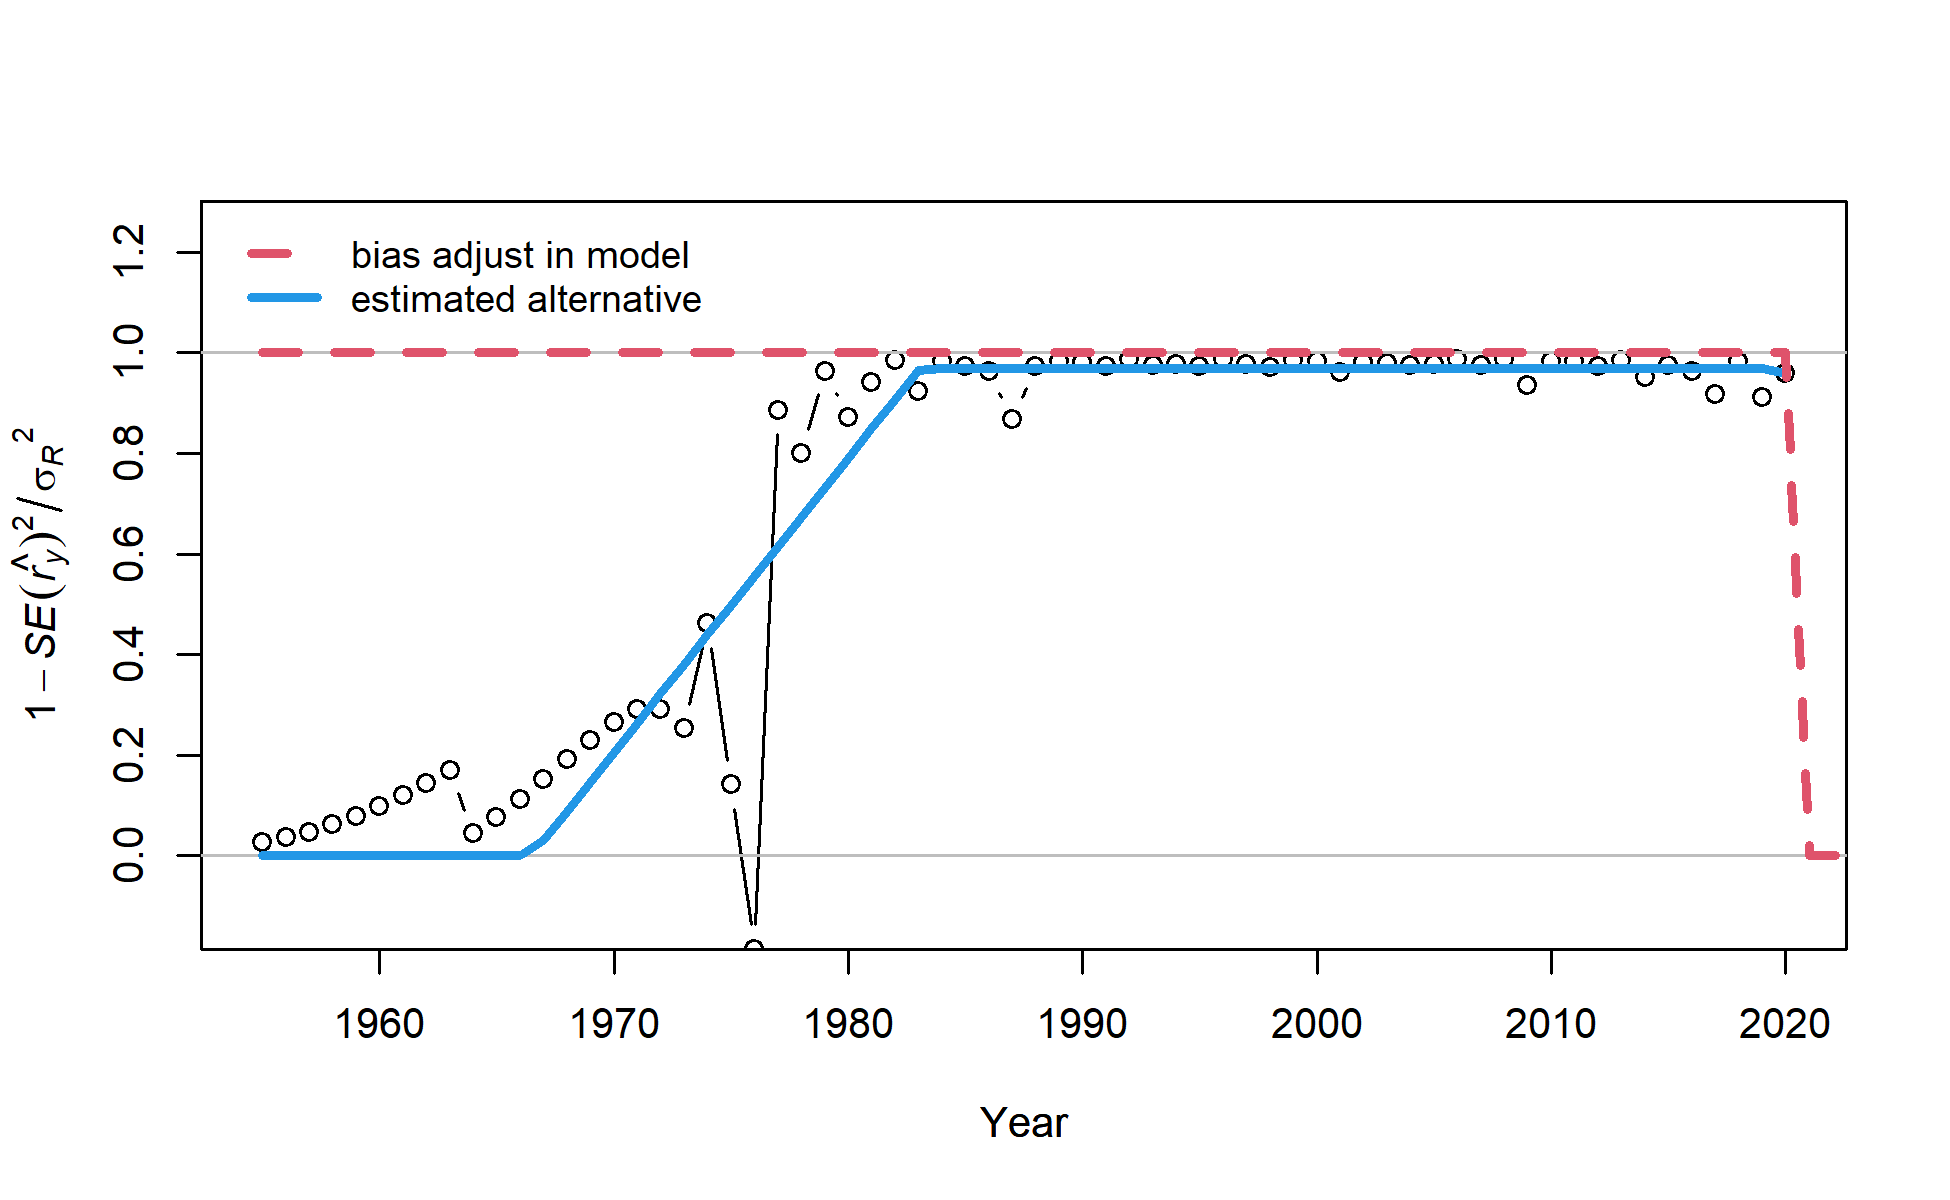 bias adjust in model
estimated alternative
1 − SE(r̂y)² / σR²
1.2
1.0
0.8
0.6
0.4
0.2
0.0
1960 1970 1980 1990 2000 2010 2020
Year